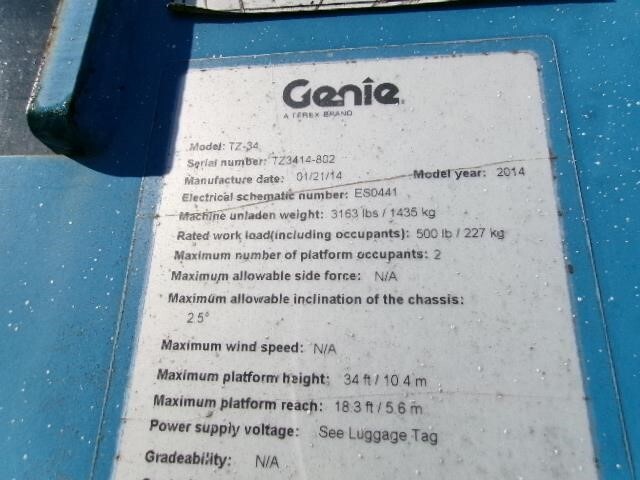 Genie
A TEREX BRAND
Model: TZ-34
Serial number: TZ3414-802
Manufacture date: 01/21/14 Model year: 2014
Electrical schematic number: ES0441
Machine unladen weight: 3163 lbs / 1435 kg
Rated work load(including occupants): 500 lb / 227 kg
Maximum number of platform occupants: 2
Maximum allowable side force: N/A
Maximum allowable inclination of the chassis:
2.5°
Maximum wind speed: N/A
Maximum platform height: 34 ft / 10.4 m
Maximum platform reach: 18.3 ft / 5.6 m
Power supply voltage: See Luggage Tag
Gradeability: N/A